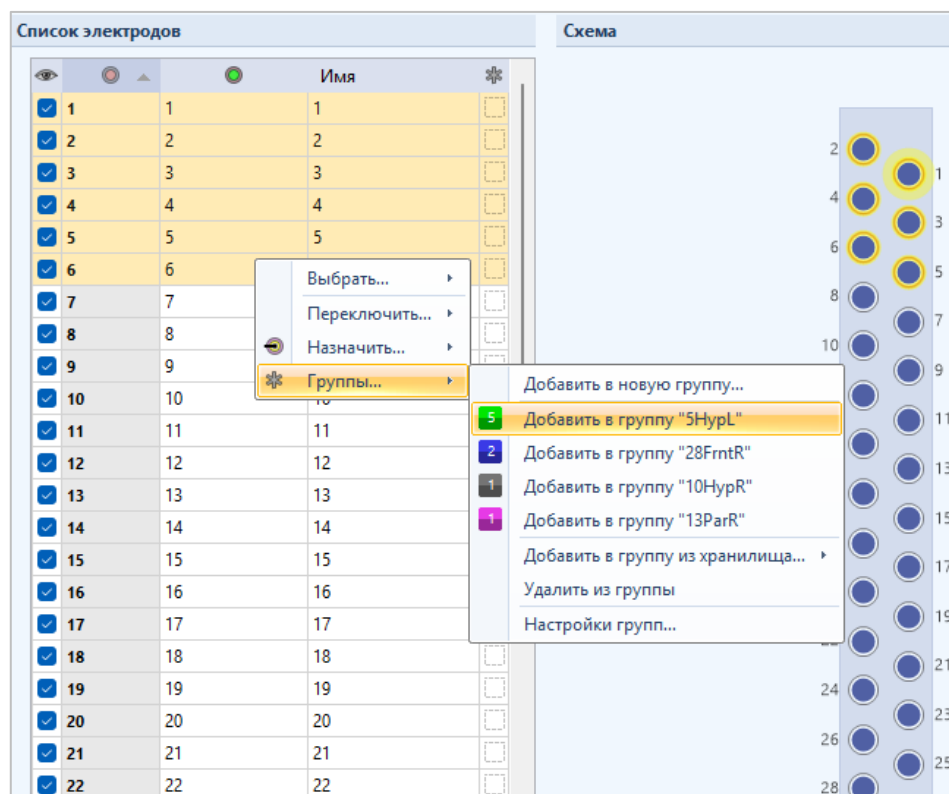 Список электродов
Имя
1 1 1
2 2 2
3 3 3
4 4 4
5 5 5
6 6
7 7
8 8
9 9
10 10
11 11 11
12 12 12
13 13 13
14 14 14
15 15 15
16 16 16
17 17 17
18 18 18
19 19 19
20 20 20
21 21 21
22 22 22
Выбрать...
Переключить...
Назначить...
Группы...
Добавить в новую группу...
5 Добавить в группу "5HypL"
2 Добавить в группу "28FrntR"
1 Добавить в группу "10HypR"
1 Добавить в группу "13ParR"
Добавить в группу из хранилища...
Удалить из группы
Настройки групп...
Схема
2
1
4
3
6
5
8
7
10
9
11
13
15
17
19
21
24
23
26
25
28